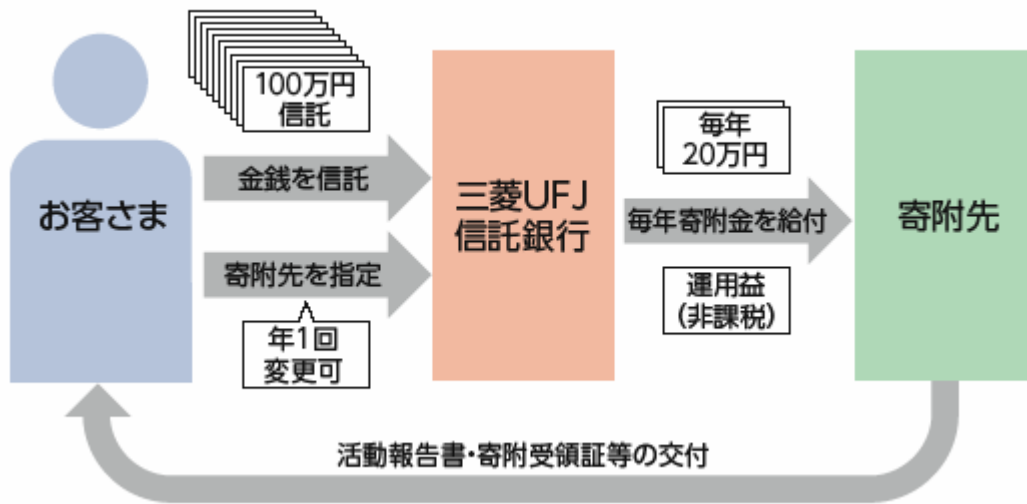 100万円
信託
金銭を信託
お客さま
寄附先を指定
年1回
変更可
三菱UFJ
信託銀行
毎年
20万円
毎年寄附金を給付
運用益
(非課税)
寄附先
活動報告書・寄附受領証等の交付